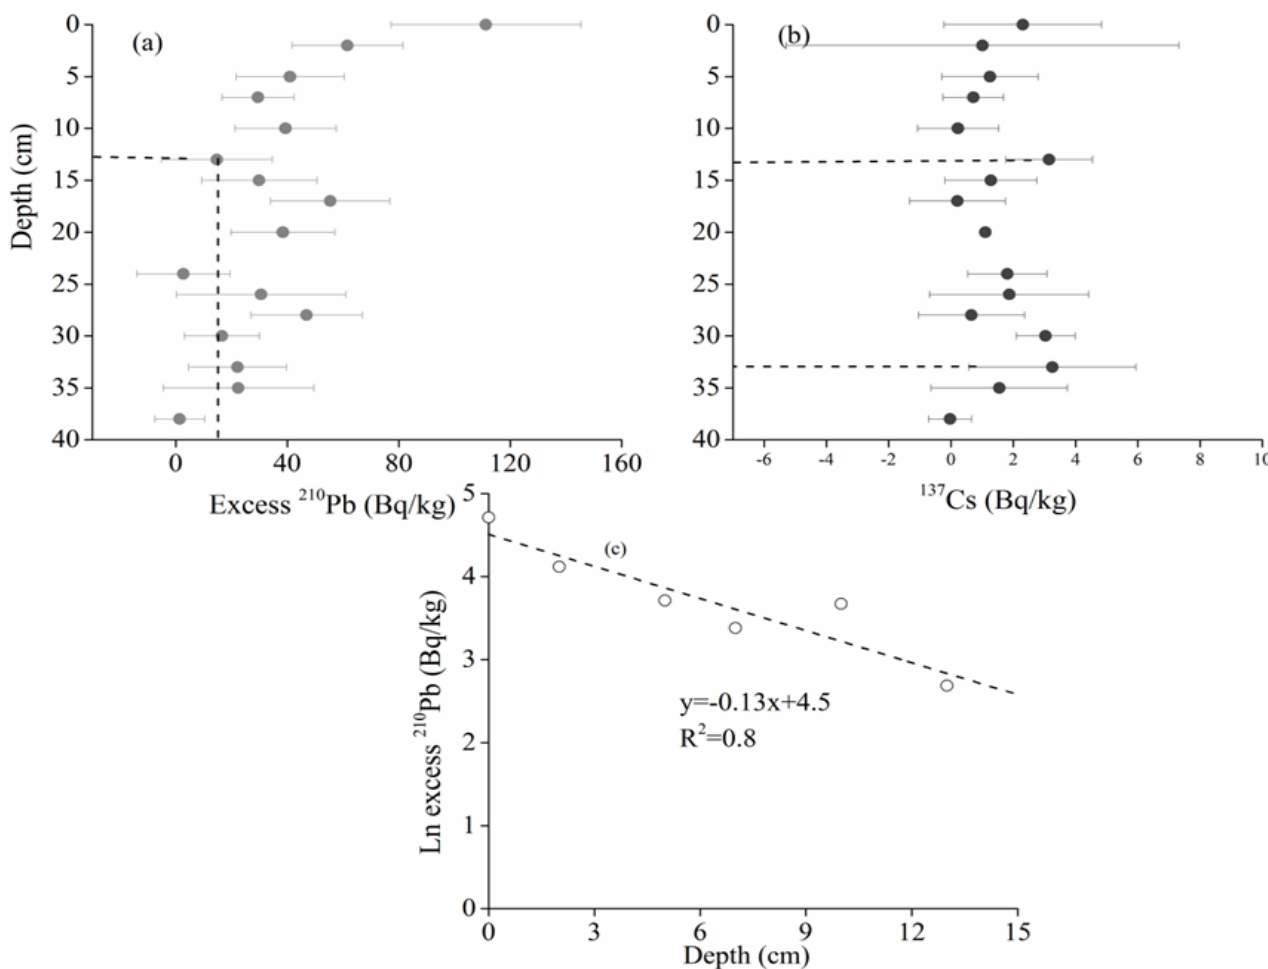 (a)
0
5
10
15
20
25
30
35
40
Depth (cm)
0 40 80 120 160
Excess ²¹⁰Pb (Bq/kg)
(b)
0
5
10
15
20
25
30
35
40
-6 -4 -2 0 2 4 6 8 10
¹³⁷Cs (Bq/kg)
(c)
5
4
3
2
1
0
Ln excess ²¹⁰Pb (Bq/kg)
y=-0.13x+4.5
R²=0.8
0 3 6 9 12 15
Depth (cm)